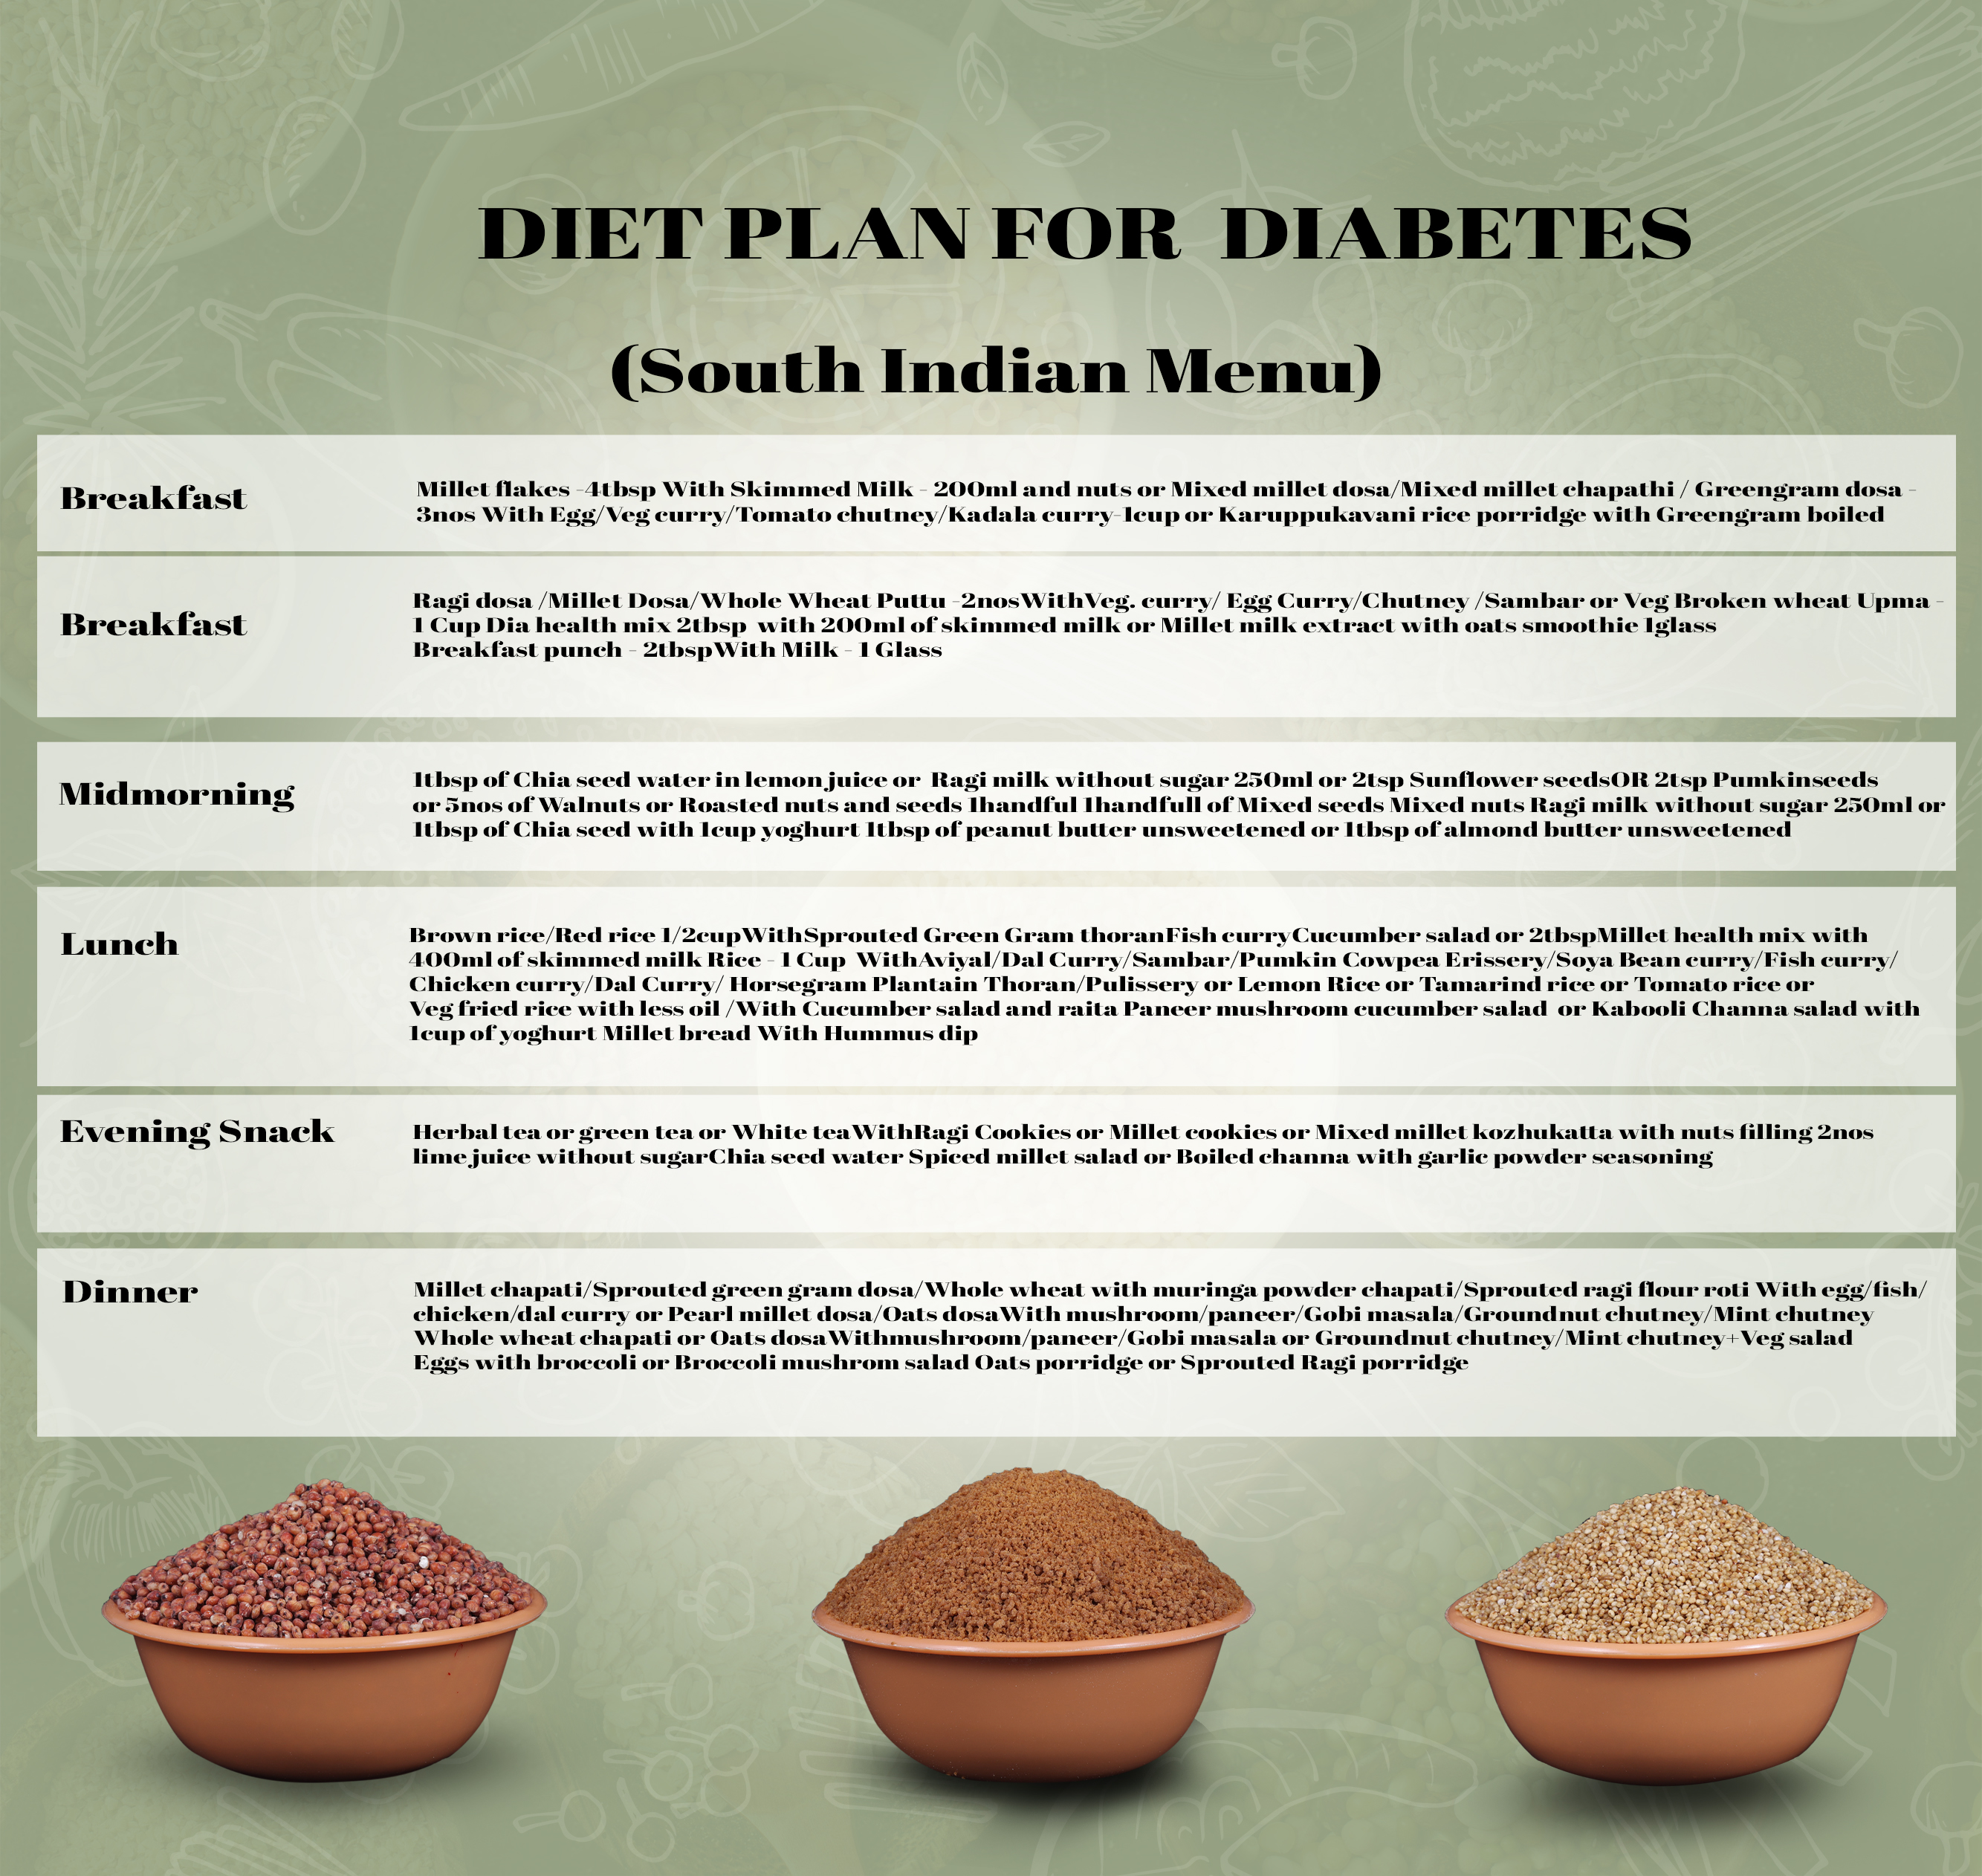 DIET PLAN FOR DIABETES
(South Indian Menu)
Breakfast
Millet flakes -4tbsp With Skimmed Milk - 200ml and nuts or Mixed millet dosa/Mixed millet chapathi / Greengram dosa -
3nos With Egg/Veg curry/Tomato chutney/Kadala curry-1cup or Karuppukavani rice porridge with Greengram boiled
Breakfast
Ragi dosa /Millet Dosa/Whole Wheat Puttu -2nosWithVeg. curry/ Egg Curry/Chutney /Sambar or Veg Broken wheat Upma -
1 Cup Dia health mix 2tbsp with 200ml of skimmed milk or Millet milk extract with oats smoothie 1glass
Breakfast punch - 2tbspWith Milk - 1 Glass
Midmorning
1tbsp of Chia seed water in lemon juice or Ragi milk without sugar 250ml or 2tsp Sunflower seedsOR 2tsp Pumkinseeds
or 5nos of Walnuts or Roasted nuts and seeds 1handful 1handfull of Mixed seeds Mixed nuts Ragi milk without sugar 250ml or
1tbsp of Chia seed with 1cup yoghurt 1tbsp of peanut butter unsweetened or 1tbsp of almond butter unsweetened
Lunch
Brown rice/Red rice 1/2cupWithSprouted Green Gram thoranFish curryCucumber salad or 2tbspMillet health mix with
400ml of skimmed milk Rice - 1 Cup WithAviyal/Dal Curry/Sambar/Pumkin Cowpea Erissery/Soya Bean curry/Fish curry/
Chicken curry/Dal Curry/ Horsegram Plantain Thoran/Pulissery or Lemon Rice or Tamarind rice or Tomato rice or
Veg fried rice with less oil /With Cucumber salad and raita Paneer mushroom cucumber salad or Kabooli Channa salad with
1cup of yoghurt Millet bread With Hummus dip
Evening Snack
Herbal tea or green tea or White teaWithRagi Cookies or Millet cookies or Mixed millet kozhukatta with nuts filling 2nos
lime juice without sugarChia seed water Spiced millet salad or Boiled channa with garlic powder seasoning
Dinner
Millet chapati/Sprouted green gram dosa/Whole wheat with muringa powder chapati/Sprouted ragi flour roti With egg/fish/
chicken/dal curry or Pearl millet dosa/Oats dosaWith mushroom/paneer/Gobi masala/Groundnut chutney/Mint chutney
Whole wheat chapati or Oats dosaWithmushroom/paneer/Gobi masala or Groundnut chutney/Mint chutney+Veg salad
Eggs with broccoli or Broccoli mushrom salad Oats porridge or Sprouted Ragi porridge